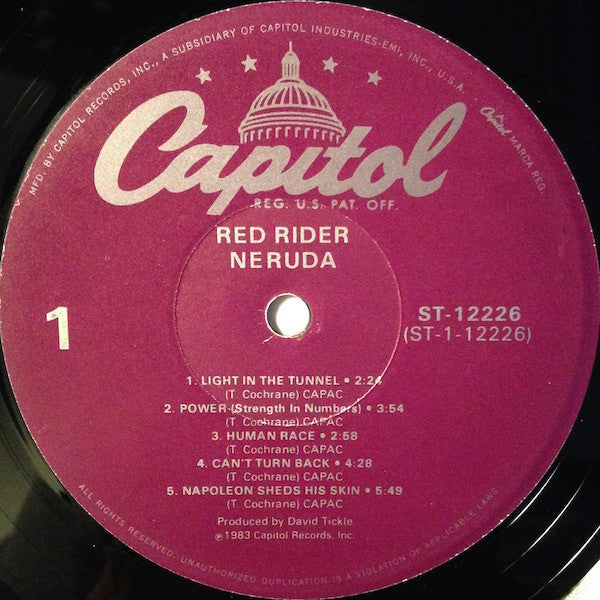 MFD. BY CAPITOL RECORDS, INC., A SUBSIDIARY OF CAPITOL INDUSTRIES-EMI, INC., U.S.A.
Capitol
MARCA REG.
Capitol
REG. U.S. PAT. OFF.
RED RIDER
NERUDA
1
ST-12226
(ST-1-12226)
1. LIGHT IN THE TUNNEL • 2:24
(T. Cochrane) CAPAC
2. POWER (Strength In Numbers) • 3:54
(T. Cochrane) CAPAC
3. HUMAN RACE • 2:58
(T. Cochrane) CAPAC
4. CAN'T TURN BACK • 4:28
(T. Cochrane) CAPAC
5. NAPOLEON SHEDS HIS SKIN • 5:49
(T. Cochrane) CAPAC
Produced by David Tickle
℗1983 Capitol Records, Inc.
ALL RIGHTS RESERVED. UNAUTHORIZED DUPLICATION IS A VIOLATION OF APPLICABLE LAWS